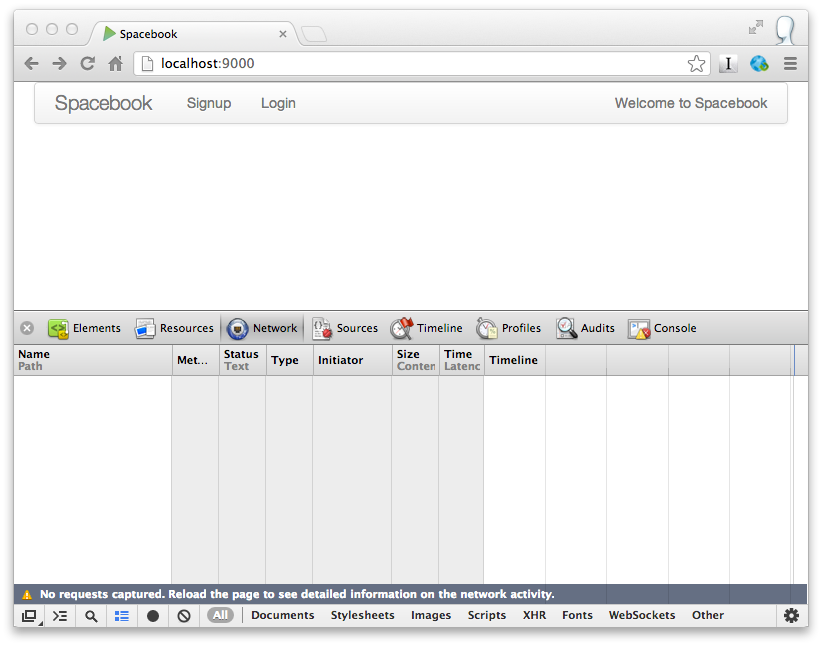 Spacebook
localhost:9000
Spacebook Signup Login Welcome to Spacebook
Elements Resources Network Sources Timeline Profiles Audits Console
Name Met... Status Type Initiator Size Time Timeline
Path Text Conten Latenc
No requests captured. Reload the page to see detailed information on the network activity.
All Documents Stylesheets Images Scripts XHR Fonts WebSockets Other